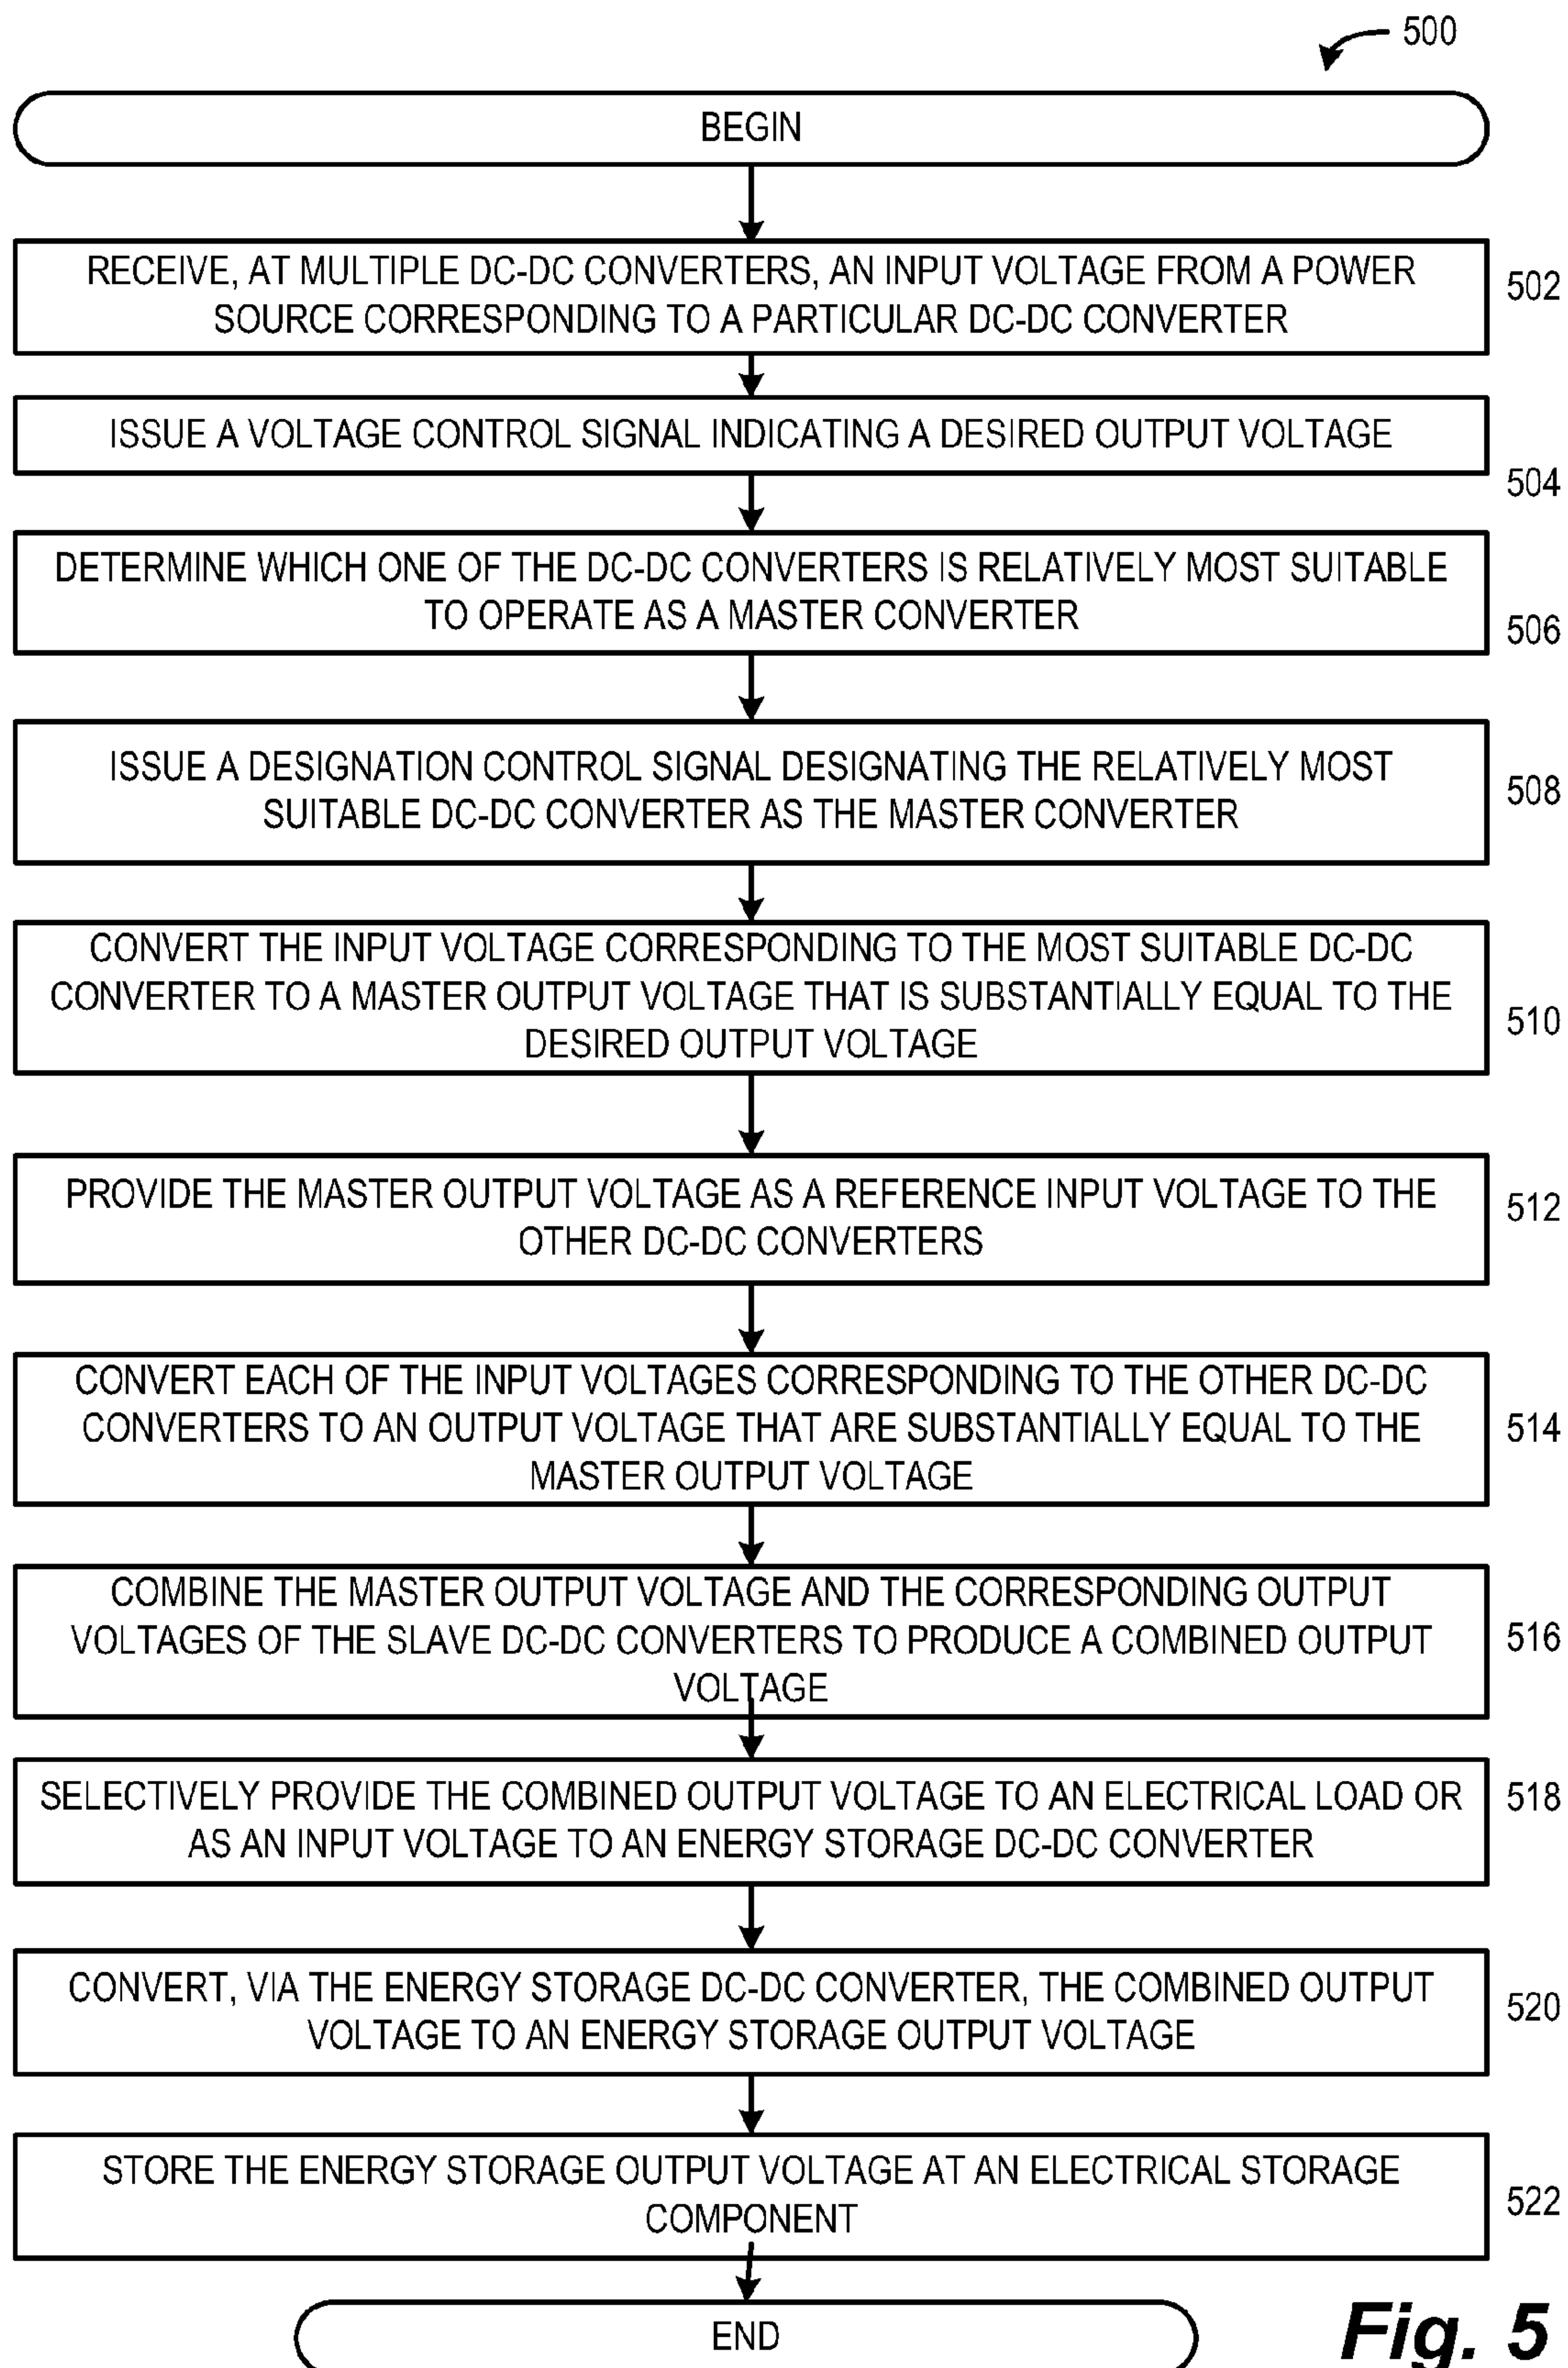 500
BEGIN
RECEIVE, AT MULTIPLE DC-DC CONVERTERS, AN INPUT VOLTAGE FROM A POWER
SOURCE CORRESPONDING TO A PARTICULAR DC-DC CONVERTER
502
ISSUE A VOLTAGE CONTROL SIGNAL INDICATING A DESIRED OUTPUT VOLTAGE
504
DETERMINE WHICH ONE OF THE DC-DC CONVERTERS IS RELATIVELY MOST SUITABLE
TO OPERATE AS A MASTER CONVERTER
506
ISSUE A DESIGNATION CONTROL SIGNAL DESIGNATING THE RELATIVELY MOST
SUITABLE DC-DC CONVERTER AS THE MASTER CONVERTER
508
CONVERT THE INPUT VOLTAGE CORRESPONDING TO THE MOST SUITABLE DC-DC
CONVERTER TO A MASTER OUTPUT VOLTAGE THAT IS SUBSTANTIALLY EQUAL TO THE
DESIRED OUTPUT VOLTAGE
510
PROVIDE THE MASTER OUTPUT VOLTAGE AS A REFERENCE INPUT VOLTAGE TO THE
OTHER DC-DC CONVERTERS
512
CONVERT EACH OF THE INPUT VOLTAGES CORRESPONDING TO THE OTHER DC-DC
CONVERTERS TO AN OUTPUT VOLTAGE THAT ARE SUBSTANTIALLY EQUAL TO THE
MASTER OUTPUT VOLTAGE
514
COMBINE THE MASTER OUTPUT VOLTAGE AND THE CORRESPONDING OUTPUT
VOLTAGES OF THE SLAVE DC-DC CONVERTERS TO PRODUCE A COMBINED OUTPUT
VOLTAGE
516
SELECTIVELY PROVIDE THE COMBINED OUTPUT VOLTAGE TO AN ELECTRICAL LOAD OR
AS AN INPUT VOLTAGE TO AN ENERGY STORAGE DC-DC CONVERTER
518
CONVERT, VIA THE ENERGY STORAGE DC-DC CONVERTER, THE COMBINED OUTPUT
VOLTAGE TO AN ENERGY STORAGE OUTPUT VOLTAGE
520
STORE THE ENERGY STORAGE OUTPUT VOLTAGE AT AN ELECTRICAL STORAGE
COMPONENT
522
END
Fig. 5